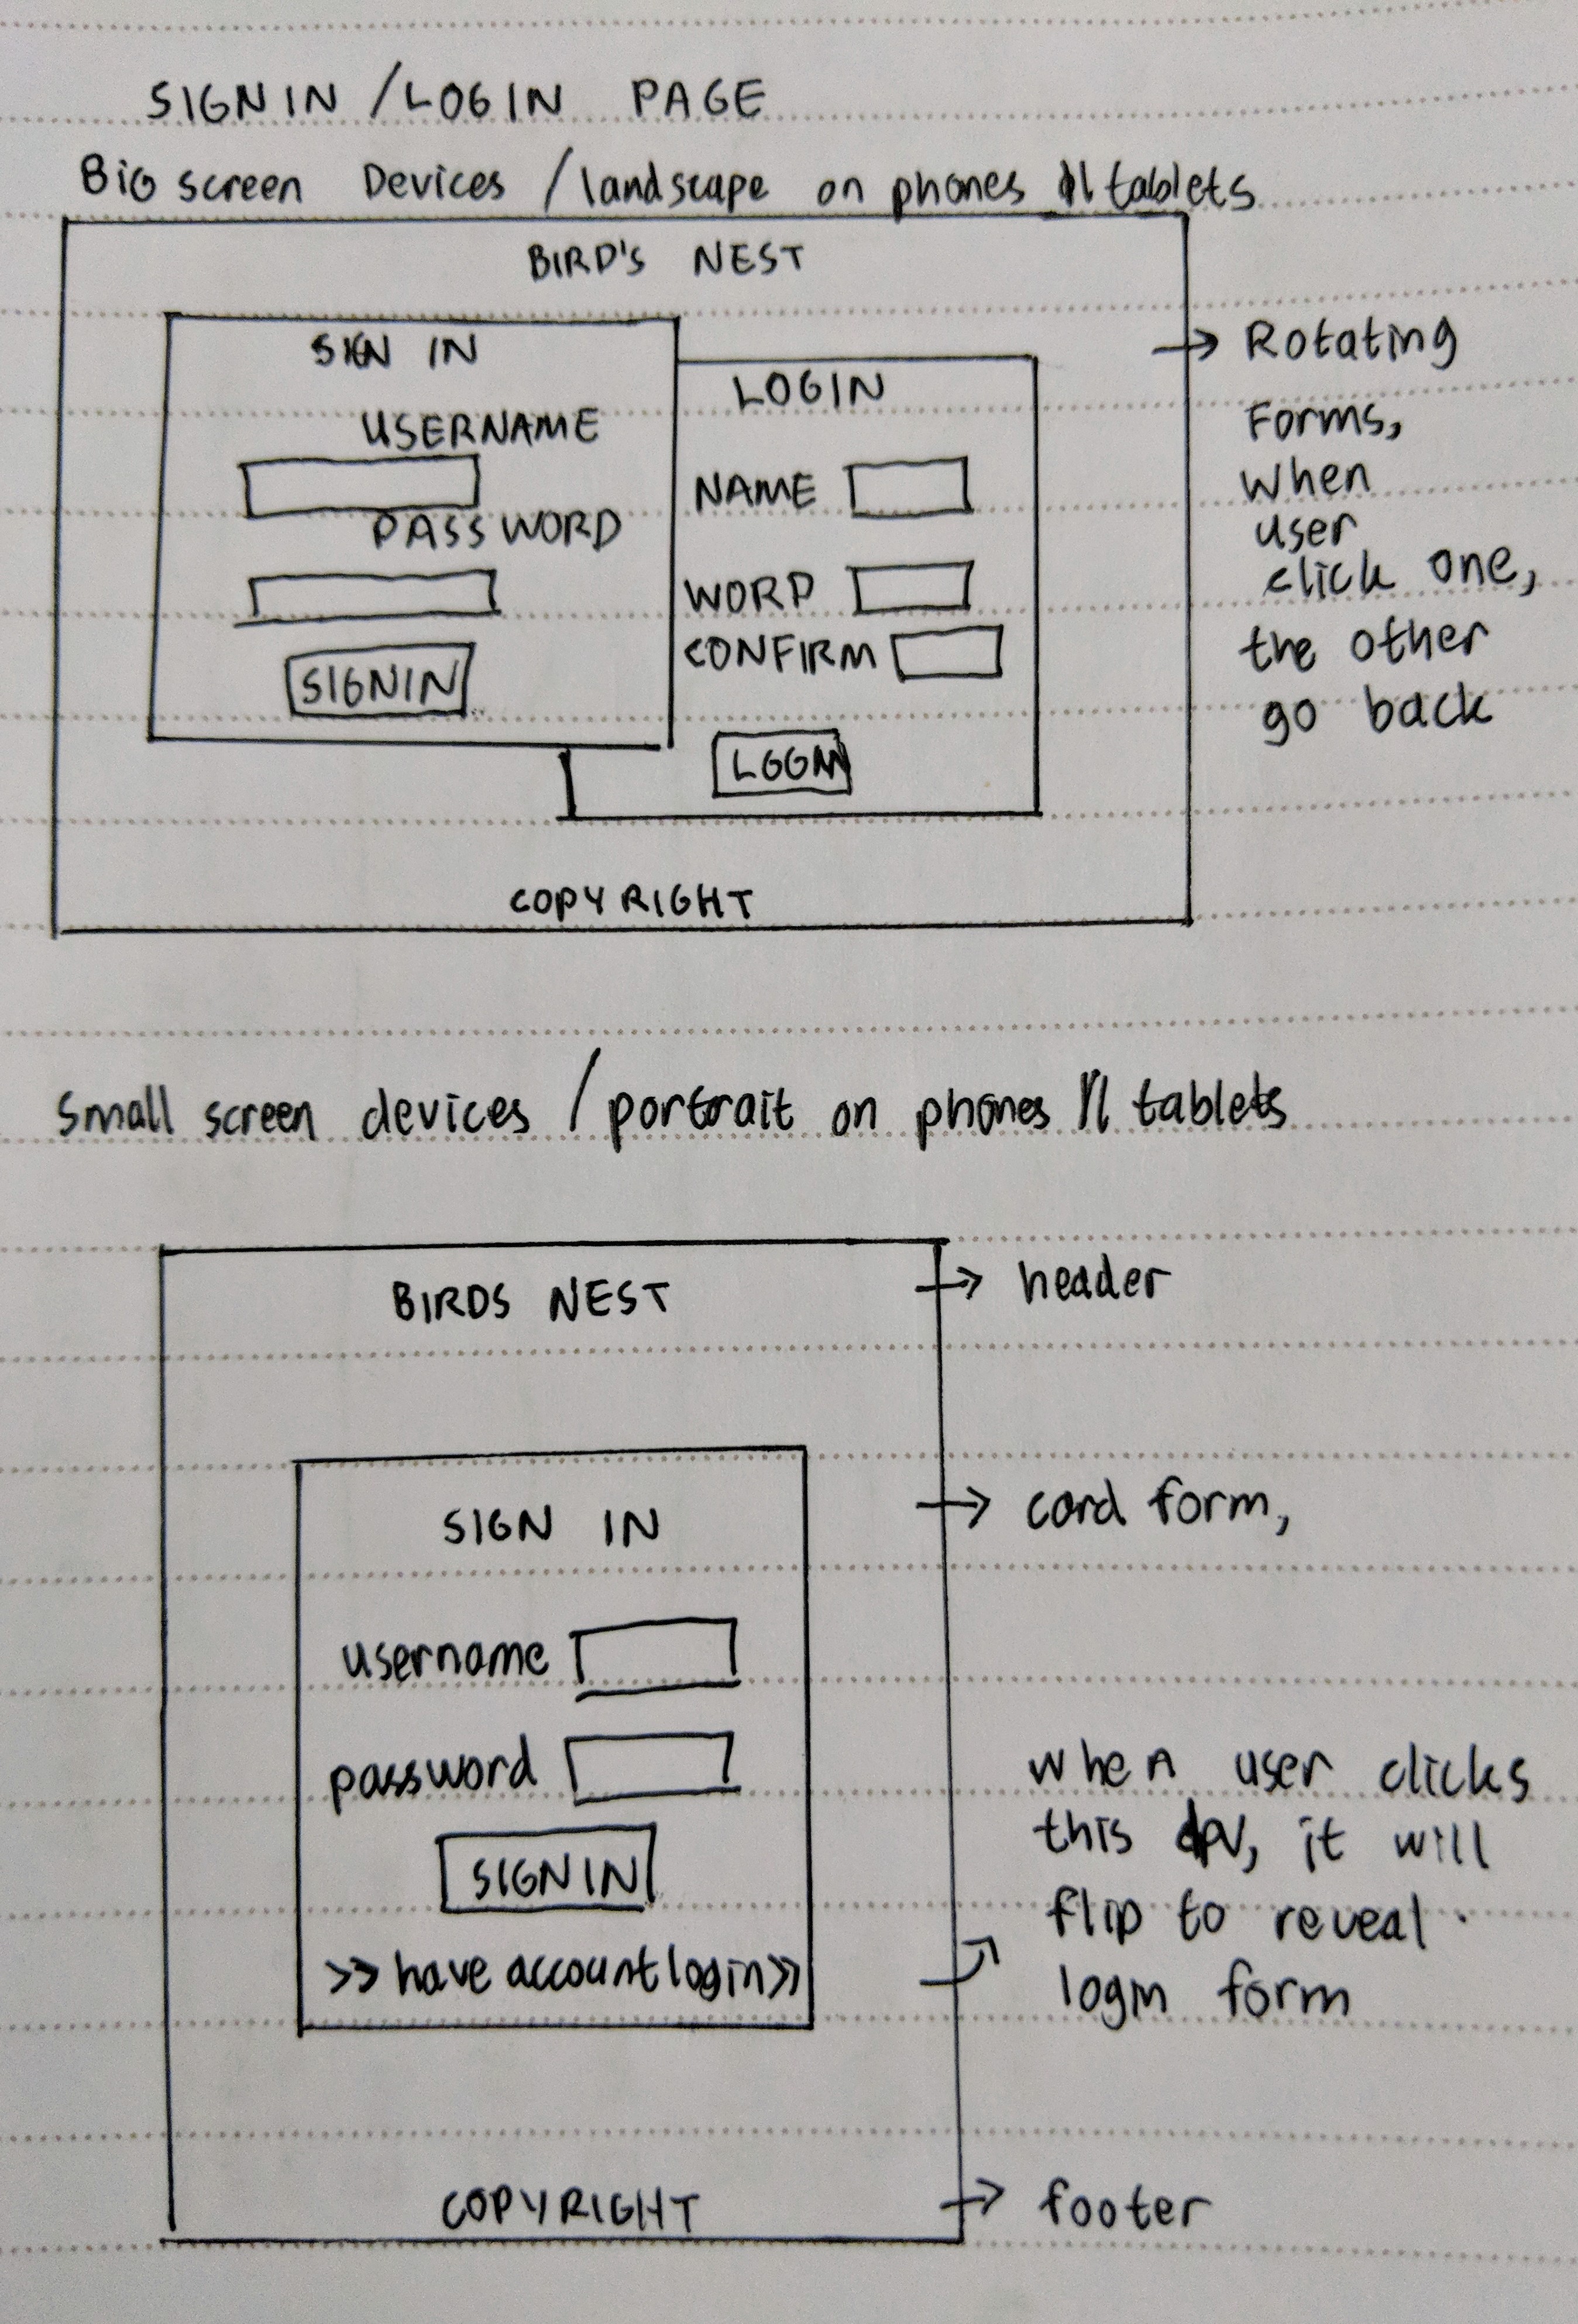 SIGNIN /LOGIN PAGE
BiG screen Devices /landscape on phones tablets
BIRD'S NEST
SIGN IN
USERNAME
PASSWORD
SIGNIN
LOGIN
NAME
WORD
CONFIRM
COPYRIGHT
→ Rotating
Forms,
when
user
click one,
the other
go back
Small screen devices /portrait on phones tablets
BIRDS NEST
→ header
SIGN IN
→ card form,
username
password
SIGNIN
>> have account login >>
when user clicks
this it will
flip to reveal
login form
COPYRIGHT
→ footer